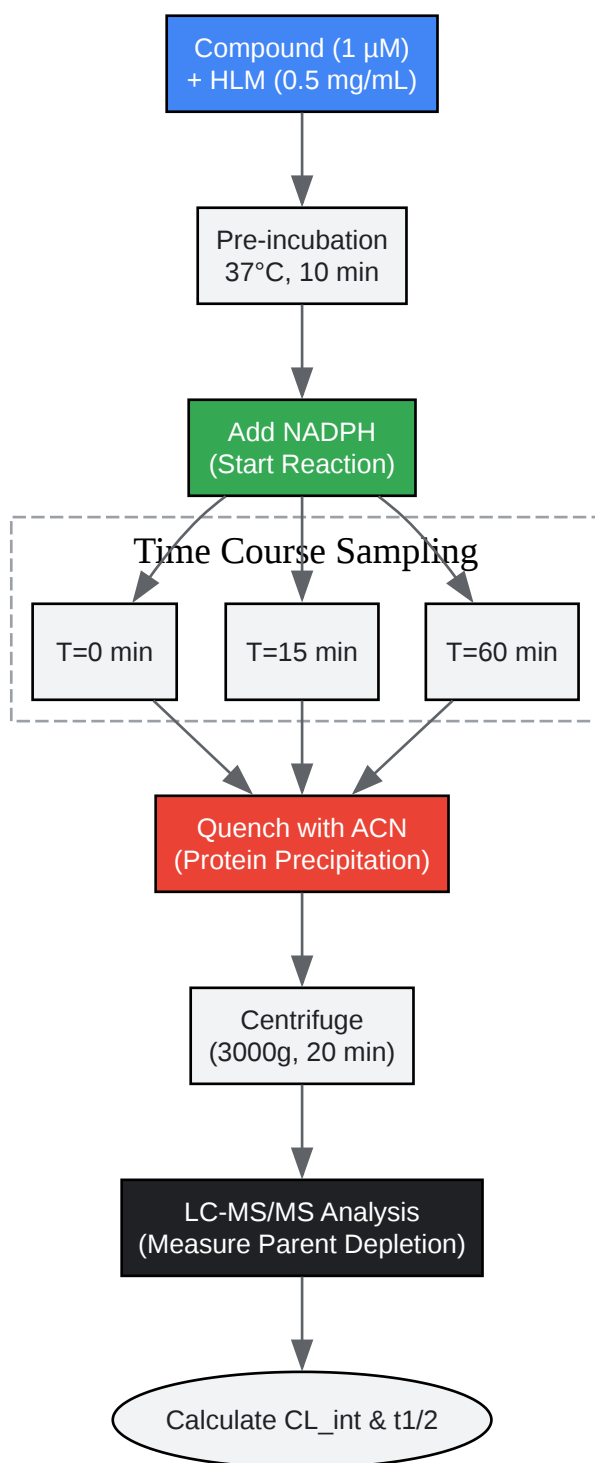 Compound (1 µM)
+ HLM (0.5 mg/mL)
Pre-incubation
37°C, 10 min
Add NADPH
(Start Reaction)
Time Course Sampling
T=0 min
T=15 min
T=60 min
Quench with ACN
(Protein Precipitation)
Centrifuge
(3000g, 20 min)
LC-MS/MS Analysis
(Measure Parent Depletion)
Calculate CL_int & t1/2